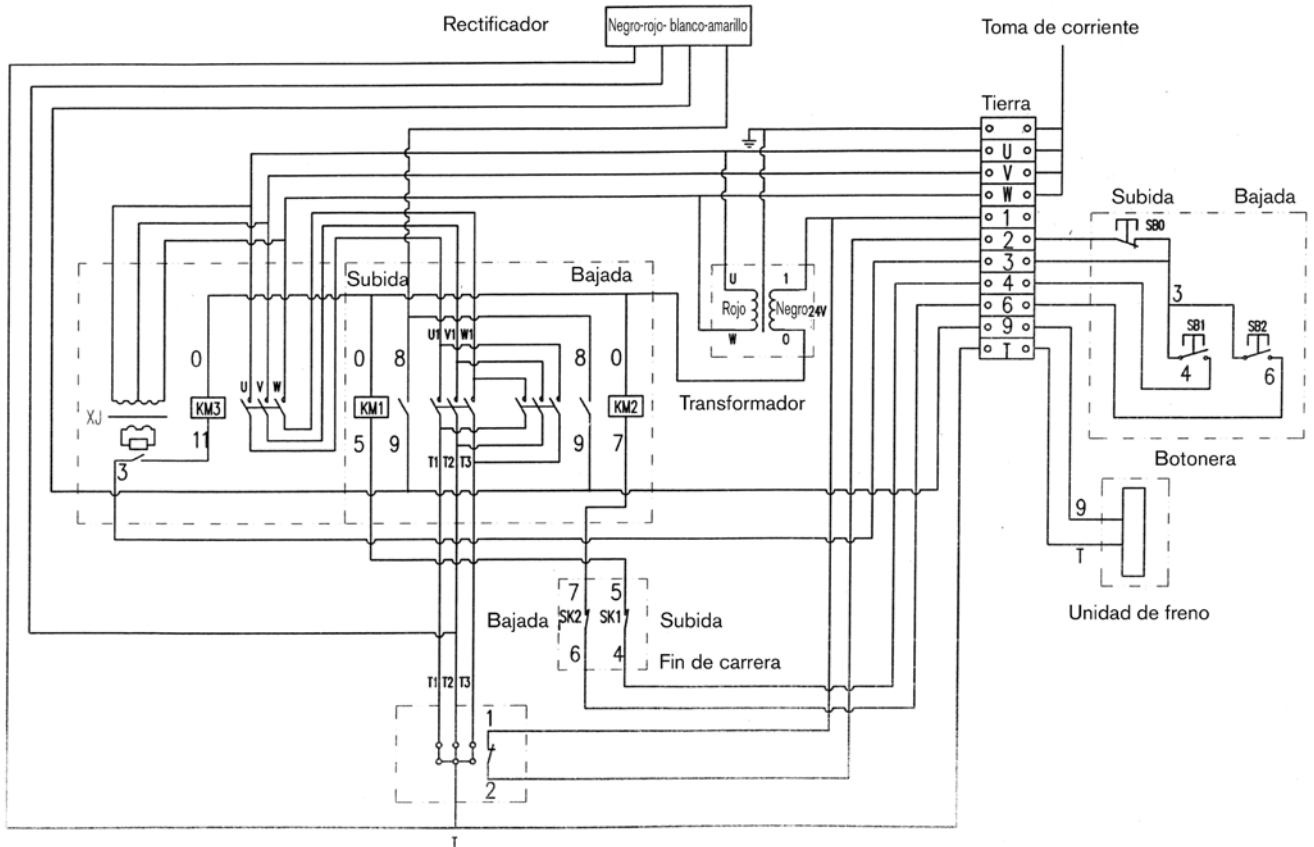 Rectificador
Negro-rojo- blanco-amarillo
Toma de corriente
Tierra
U
V
W
1
2
3
4
6
9
T
Subida
Bajada
SB0
3
SB1
SB2
4
6
Botonera
Subida
Bajada
U
1
Rojo
Negro
24V
W
0
Transformador
U1
V1
W1
0
0
8
8
0
U
V
W
XJ
KM3
KM1
KM2
11
5
9
9
7
3
T1
T2
T3
9
T
Unidad de freno
7
5
Bajada
SK2
SK1
Subida
6
4
Fin de carrera
T1
T2
T3
1
2
T